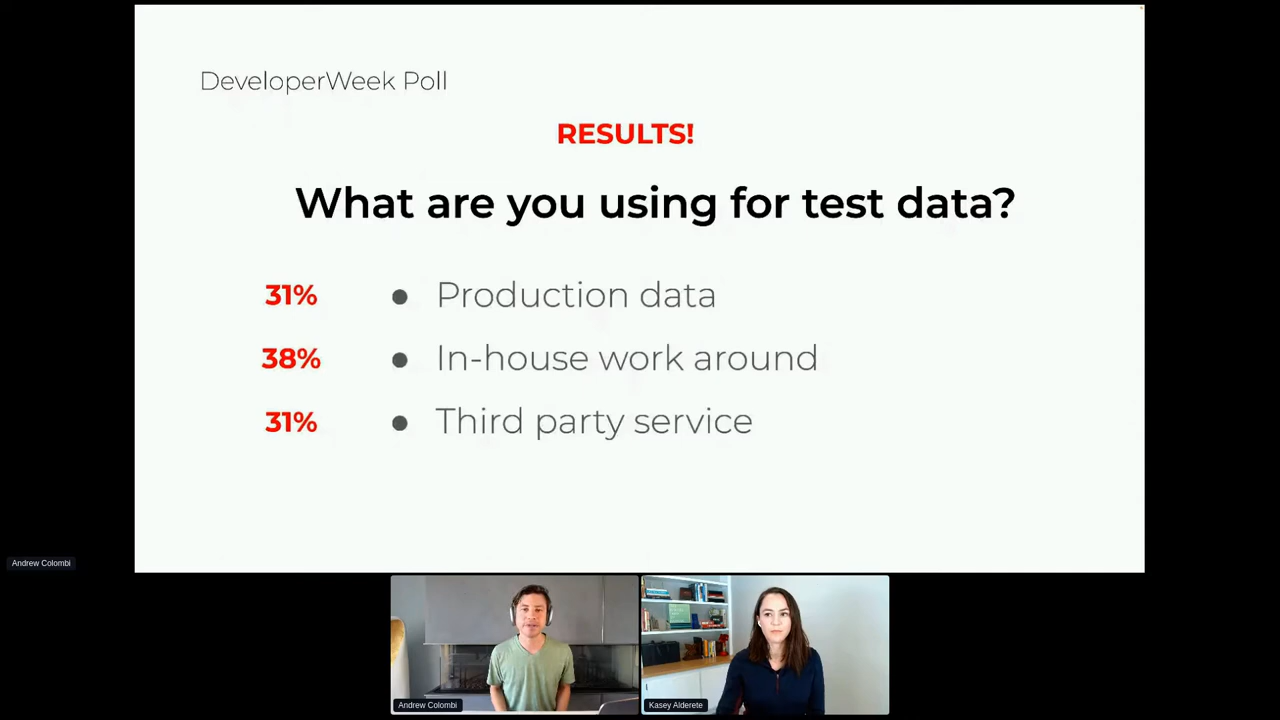 DeveloperWeek Poll
RESULTS!
What are you using for test data?
31% ● Production data
38% ● In-house work around
31% ● Third party service
Andrew Colombi
Andrew Colombi
Kasey Alderete